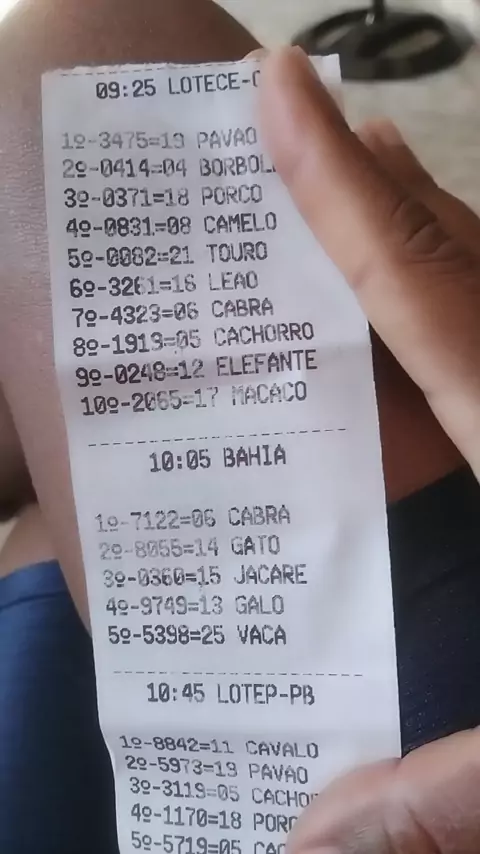 09:25 LOTECE-
1º-3475=19 PAVAO
2º-0414=04 BORBOL
3º-0371=18 PORCO
4º-0831=08 CAMELO
5º-0082=21 TOURO
6º-3261=16 LEAO
7º-4323=06 CABRA
8º-1919=05 CACHORRO
9º-0248=12 ELEFANTE
10º-2065=17 MACACO
10:05 BAHIA
1º-7122=06 CABRA
2º-8055=14 GATO
3º-0360=15 JACARE
4º-9749=13 GALO
5º-5398=25 VACA
10:45 LOTEP-PB
1º-8842=11 CAVALO
2º-5973=19 PAVAO
3º-3119=05 CACHO
4º-1170=18 PORC
5º-5719=05 CAC